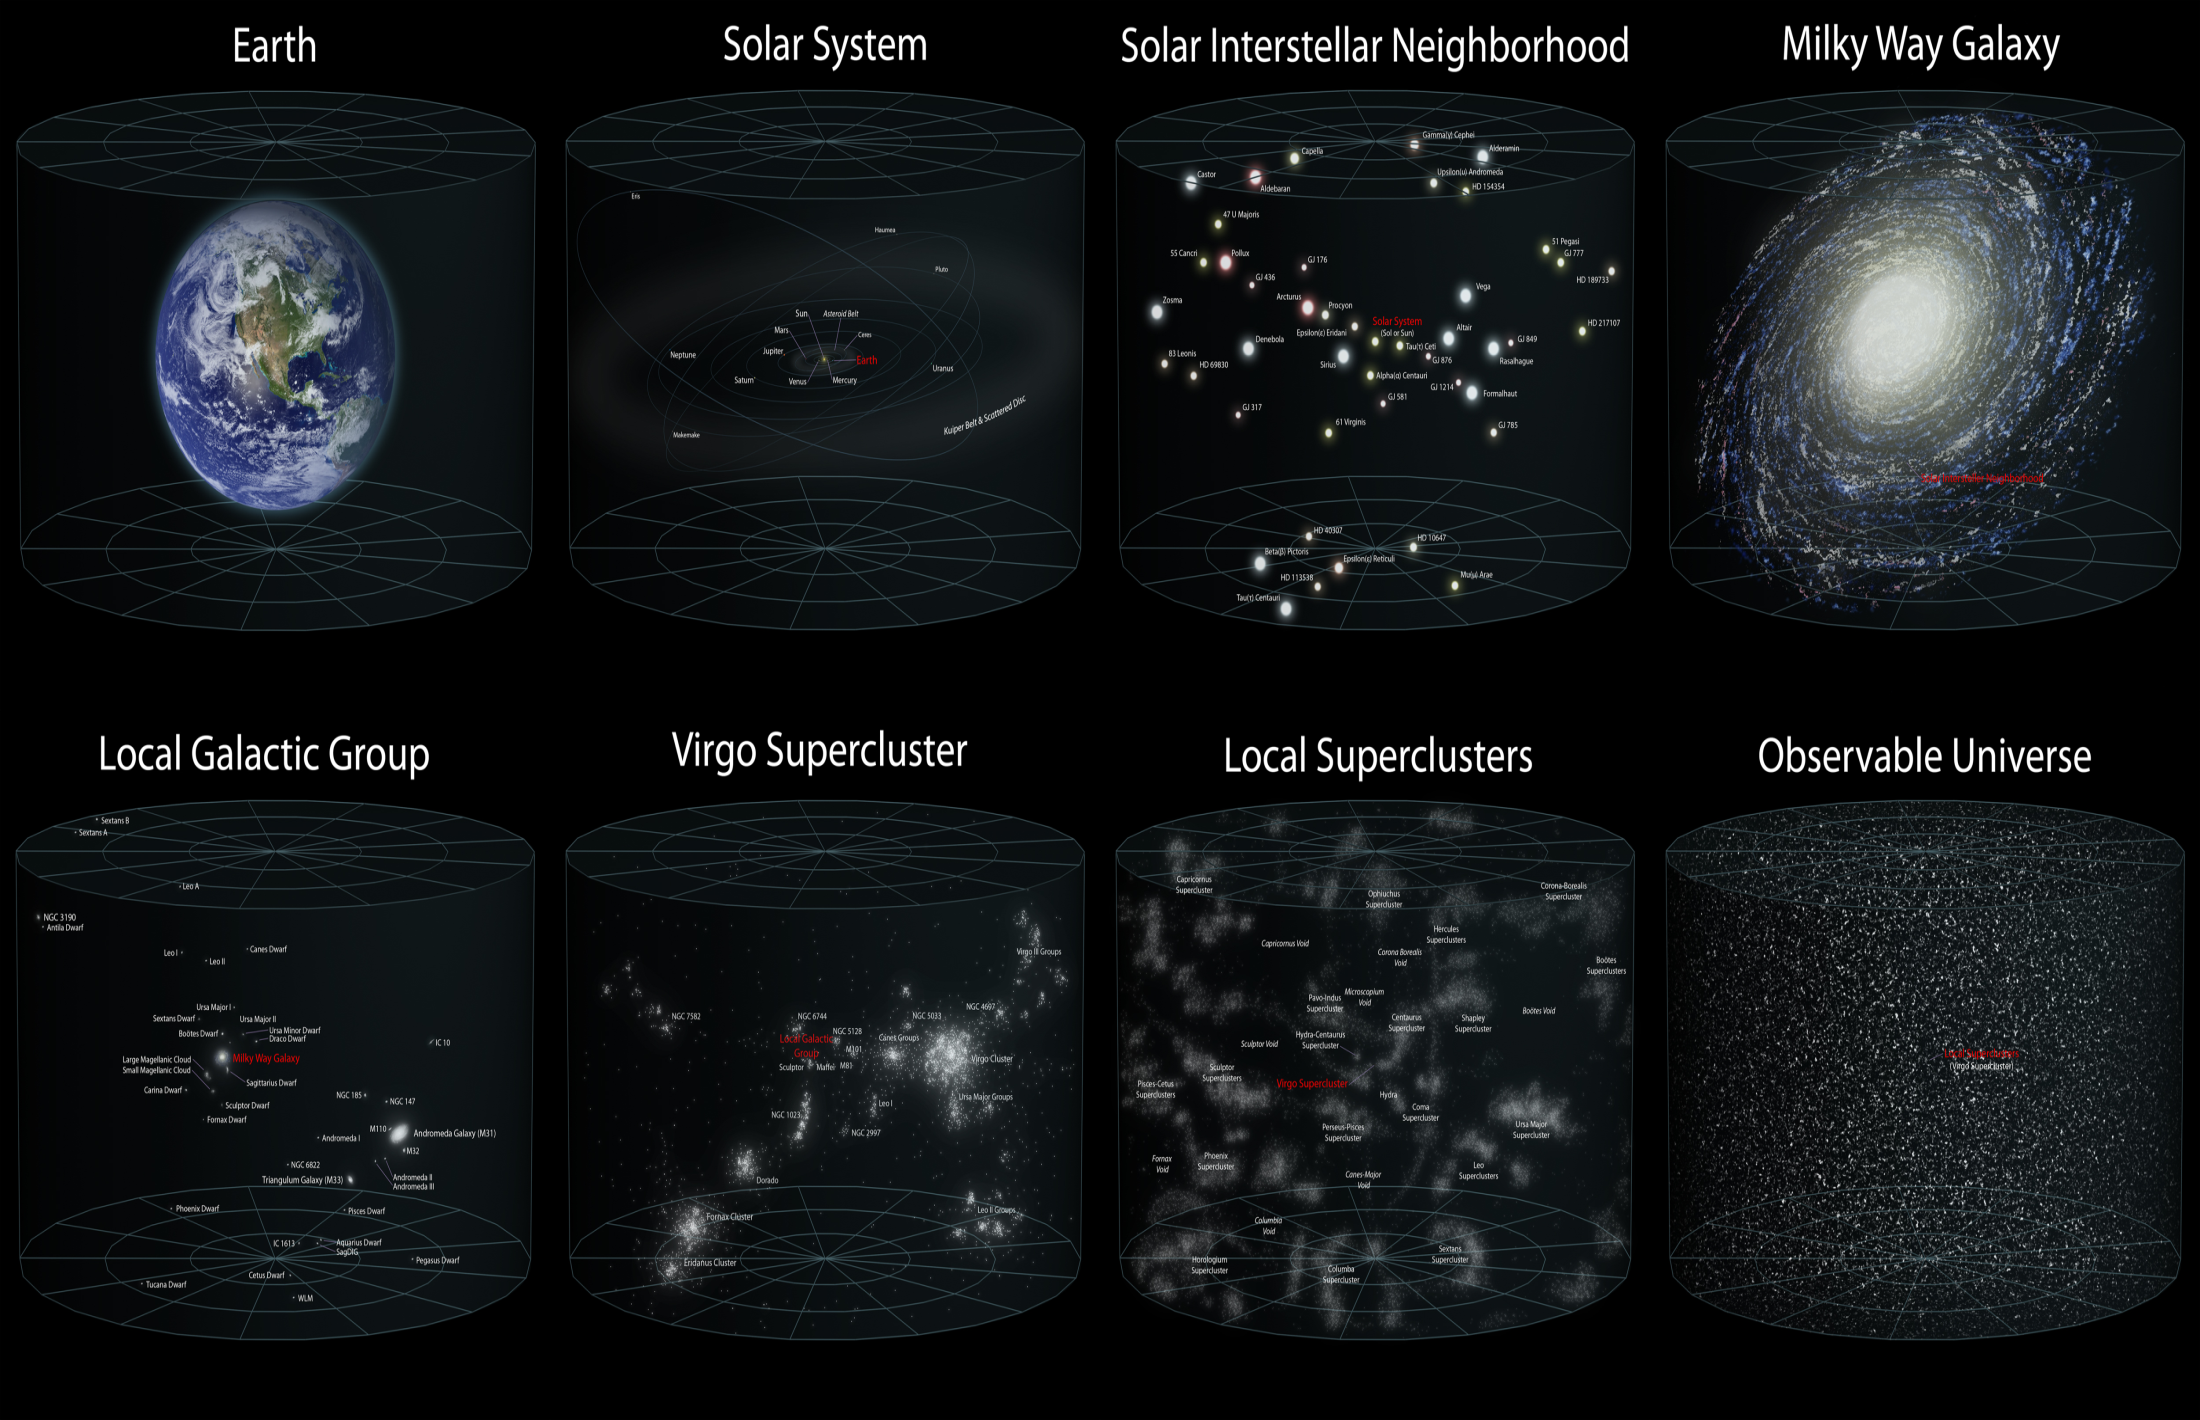 Earth
Solar System
Solar Interstellar Neighborhood
Milky Way Galaxy
Eris
Haumea
Pluto
Sun
Asteroid Belt
Mars
Ceres
Jupiter
Earth
Neptune
Uranus
Saturn
Venus
Mercury
Kuiper Belt & Scattered Disc
Makemake
Gamma(γ) Cephei
Capella
Alderamin
Castor
Upsilon(υ) Andromeda
Aldebaran
HD 154354
47 U Majoris
51 Pegasi
55 Cancri
Pollux
GJ 777
GJ 176
GJ 436
HD 189733
Vega
Arcturus
Procyon
Zosma
Solar System
(Sol or Sun)
HD 217107
Epsilon(ε) Eridani
Altair
Denebola
Tau(τ) Ceti
GJ 849
83 Leonis
GJ 876
Rasalhague
Sirius
HD 69830
Alpha(α) Centauri
GJ 1214
Formalhaut
GJ 581
GJ 317
61 Virginis
GJ 785
HD 40307
HD 10647
Beta(β) Pictoris
Epsilon(ε) Reticuli
HD 113538
Mu(μ) Arae
Tau(τ) Centauri
Solar Interstellar Neighborhood
Local Galactic Group
Virgo Supercluster
Local Superclusters
Observable Universe
Sextans B
Sextans A
Leo A
NGC 3190
Antila Dwarf
Canes Dwarf
Leo I
Leo II
Ursa Major I
Sextans Dwarf
Ursa Major II
Boötes Dwarf
Ursa Minor Dwarf
Draco Dwarf
IC 10
Milky Way Galaxy
Large Magellanic Cloud
Small Magellanic Cloud
Sagittarius Dwarf
Carina Dwarf
NGC 185
NGC 147
Sculptor Dwarf
Fornax Dwarf
M110
Andromeda Galaxy (M31)
Andromeda I
M32
NGC 6822
Andromeda II
Andromeda III
Triangulum Galaxy (M33)
Phoenix Dwarf
Pisces Dwarf
IC 1613
Aquarius Dwarf
SagDIG
Pegasus Dwarf
Cetus Dwarf
Tucana Dwarf
WLM
Virgo III Groups
NGC 4697
NGC 7582
NGC 6744
NGC 5033
NGC 5128
Local Galactic
Group
Canes Groups
M101
Virgo Cluster
Sculptor
Maffei
M81
Ursa Major Groups
Leo I
NGC 1023
NGC 2997
Dorado
Leo II Groups
Fornax Cluster
Eridanus Cluster
Capricornus
Supercluster
Ophiuchus
Supercluster
Corona-Borealis
Supercluster
Hercules
Superclusters
Capricornus Void
Corona Borealis
Void
Boötes
Superclusters
Microscopium
Void
Pavo-Indus
Supercluster
Boötes Void
Centaurus
Supercluster
Shapley
Supercluster
Hydra-Centaurus
Supercluster
Sculptor Void
Sculptor
Superclusters
Virgo Supercluster
Pisces-Cetus
Superclusters
Hydra
Coma
Supercluster
Perseus-Pisces
Supercluster
Ursa Major
Supercluster
Fornax
Void
Phoenix
Supercluster
Leo
Superclusters
Canes-Major
Void
Columbia
Void
Horologium
Supercluster
Sextans
Supercluster
Columba
Supercluster
Local Superclusters
(Virgo Supercluster)